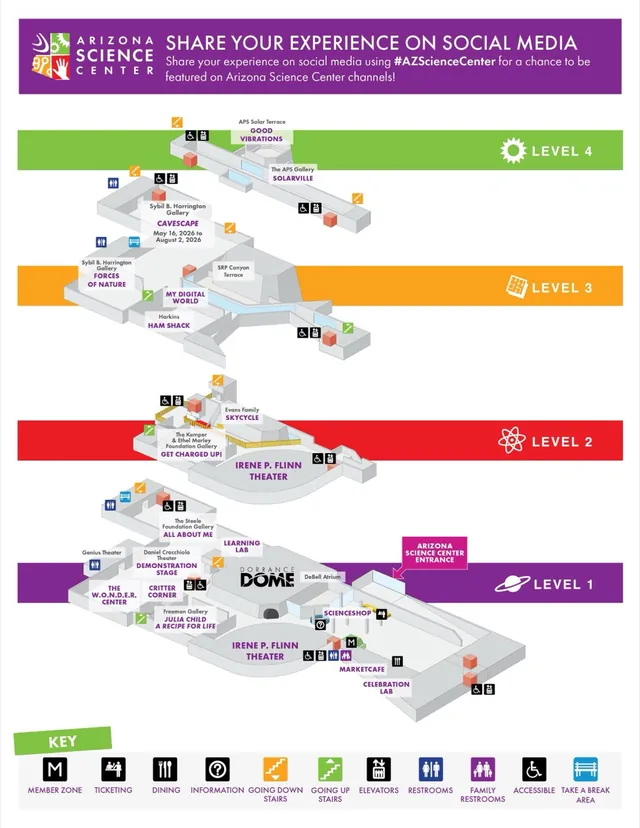 ARIZONA
SCIENCE
CENTER
SHARE YOUR EXPERIENCE ON SOCIAL MEDIA
Share your experience on social media using #AZScienceCenter for a chance to be
featured on Arizona Science Center channels!
APS Solar Terrace
GOOD
VIBRATIONS
The APS Gallery
SOLARVILLE
LEVEL 4
Sybil B. Harrington
Gallery
CAVESCAPE
May 16, 2026 to
August 2, 2026
Sybil B. Harrington
Gallery
FORCES
OF NATURE
SRP Canyon
Terrace
MY DIGITAL
WORLD
Harkins
HAM SHACK
LEVEL 3
Evans Family
SKYCYCLE
The Kemper
& Ethel Marley
Foundation Gallery
GET CHARGED UP!
IRENE P. FLINN
THEATER
LEVEL 2
The Steele
Foundation Gallery
ALL ABOUT ME
LEARNING
LAB
Genius Theater
Daniel Cracchiolo
Theater
DEMONSTRATION
STAGE
DORRANCE
DOME
DeBell Atrium
ARIZONA
SCIENCE CENTER
ENTRANCE
LEVEL 1
THE
W.O.N.D.E.R.
CENTER
CRITTER
CORNER
Freeman Gallery
JULIA CHILD
A RECIPE FOR LIFE
SCIENCESHOP
IRENE P. FLINN
THEATER
M
MARKETCAFE
CELEBRATION
LAB
KEY
M
MEMBER ZONE
TICKETING
DINING
INFORMATION
GOING DOWN
STAIRS
GOING UP
STAIRS
ELEVATORS
RESTROOMS
FAMILY
RESTROOMS
ACCESSIBLE
TAKE A BREAK
AREA